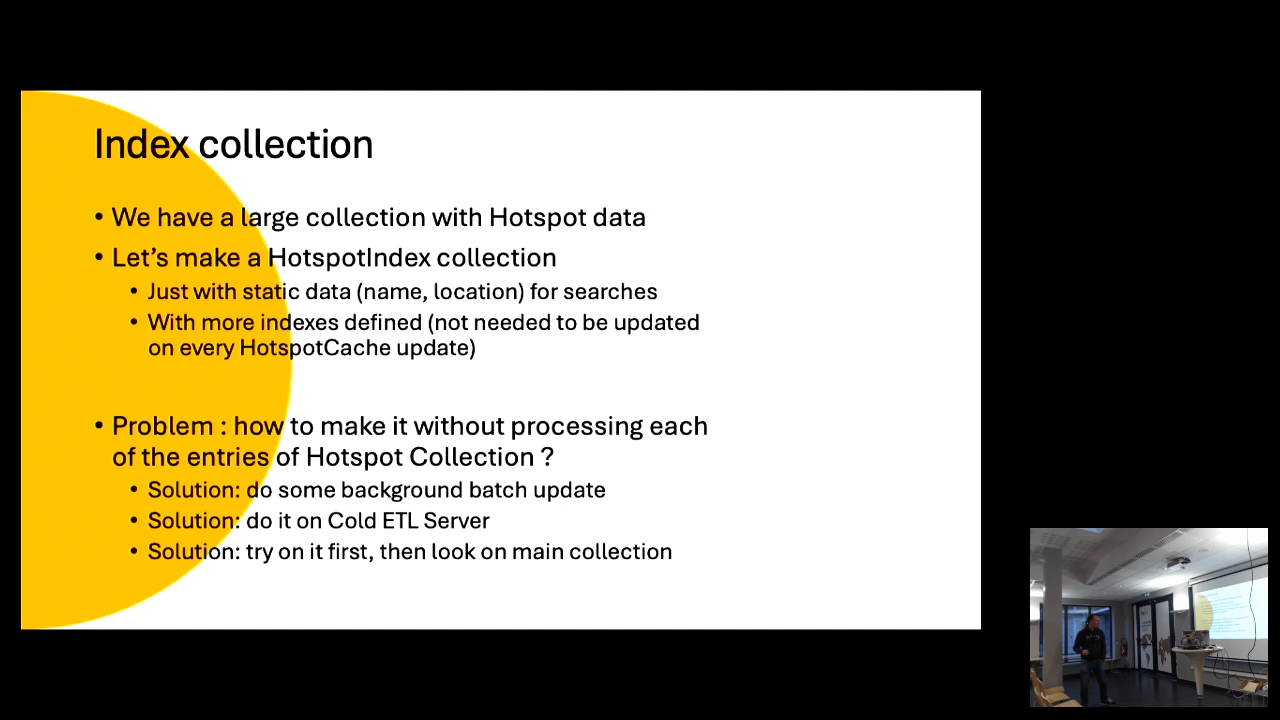 Index collection
• We have a large collection with Hotspot data
• Let’s make a HotspotIndex collection
• Just with static data (name, location) for searches
• With more indexes defined (not needed to be updated
on every HotspotCache update)
• Problem : how to make it without processing each
of the entries of Hotspot Collection ?
• Solution: do some background batch update
• Solution: do it on Cold ETL Server
• Solution: try on it first, then look on main collection